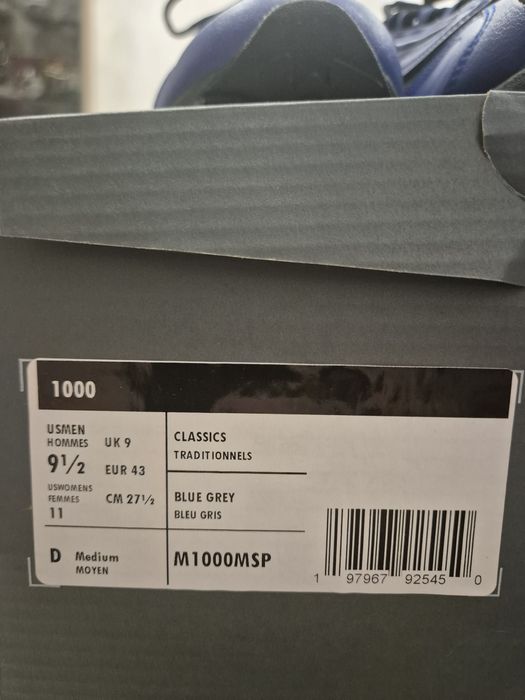 1000
USMEN
HOMMES UK 9
9½ EUR 43
USWOMENS
FEMMES CM 27½
11
D Medium
MOYEN
CLASSICS
TRADITIONNELS
BLUE GREY
BLEU GRIS
M1000MSP
1 97967 92545 0